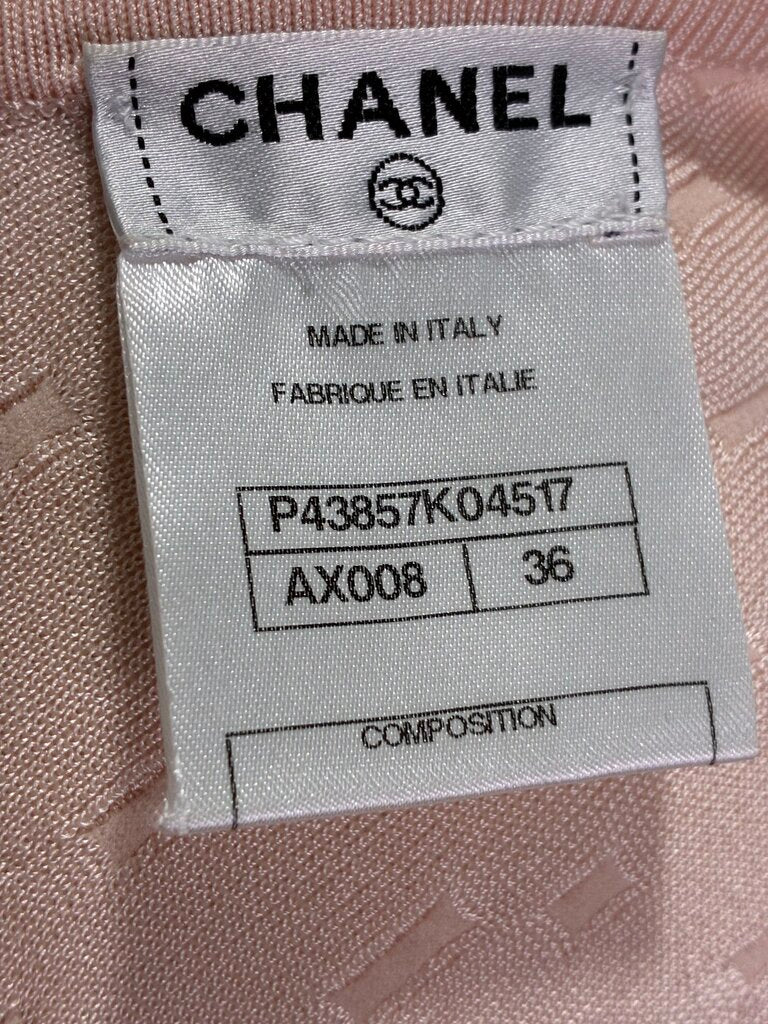 CHANEL
MADE IN ITALY
FABRIQUE EN ITALIE
P43857K04517
AX008 36
COMPOSITION